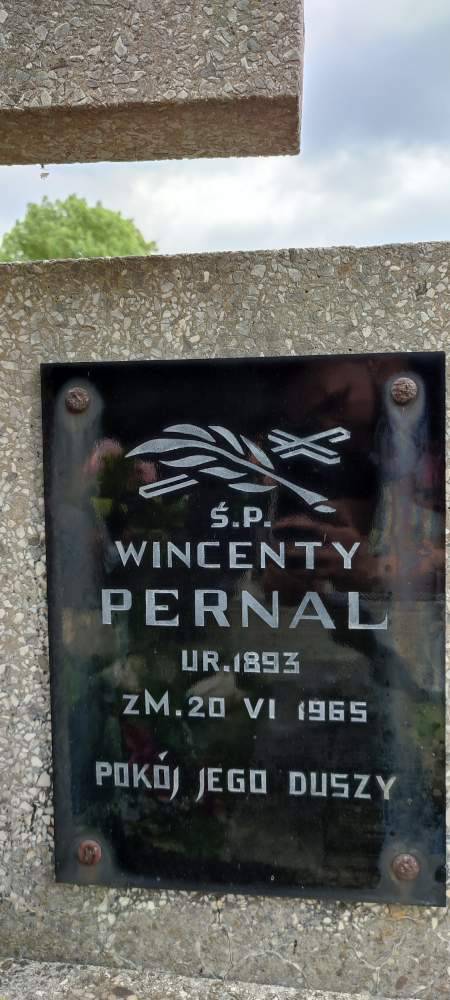 Ś.P.
WINCENTY
PERNAL
UR. 1893
ZM. 20 VI 1965
POKÓJ JEGO DUSZY